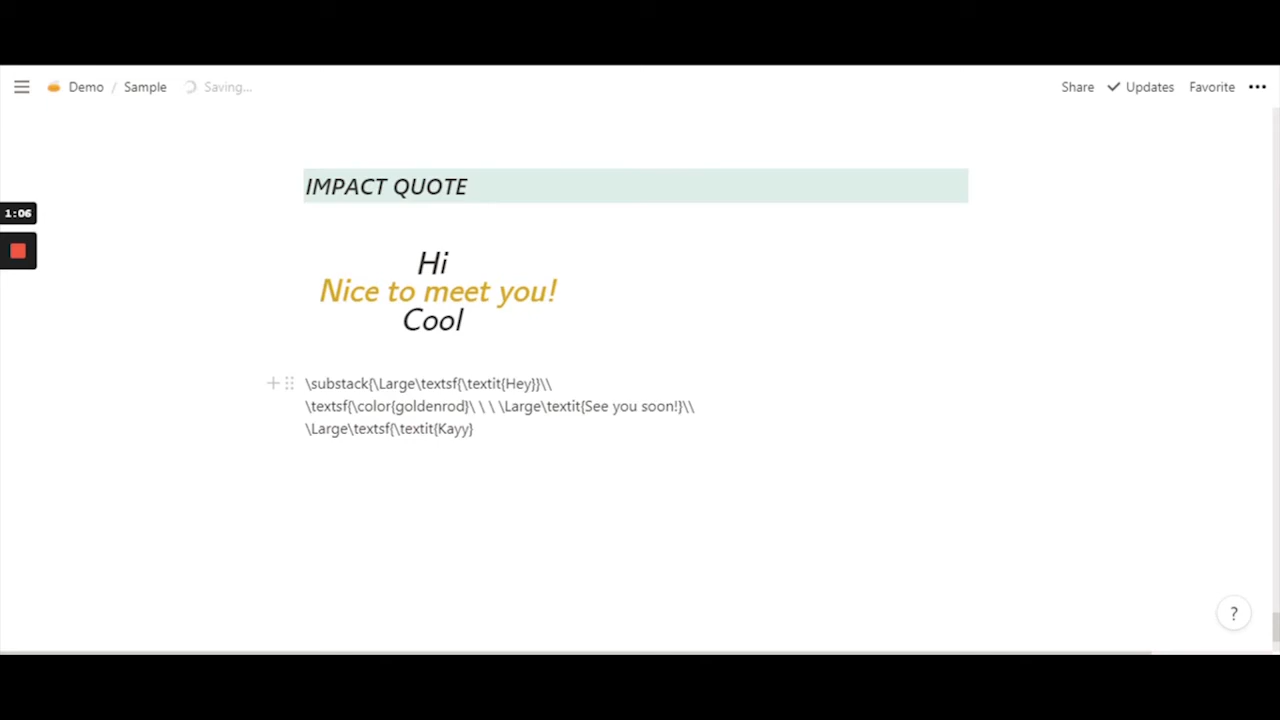 Demo / Sample Saving... Share Updates Favorite •••
1:06
IMPACT QUOTE
Hi
Nice to meet you!
Cool
\substack{\Large\textsf{\textit{Hey}}\\
\textsf{\color{goldenrod}\ \ \ \Large\textit{See you soon!}\\
\Large\textsf{\textit{Kayy}
?